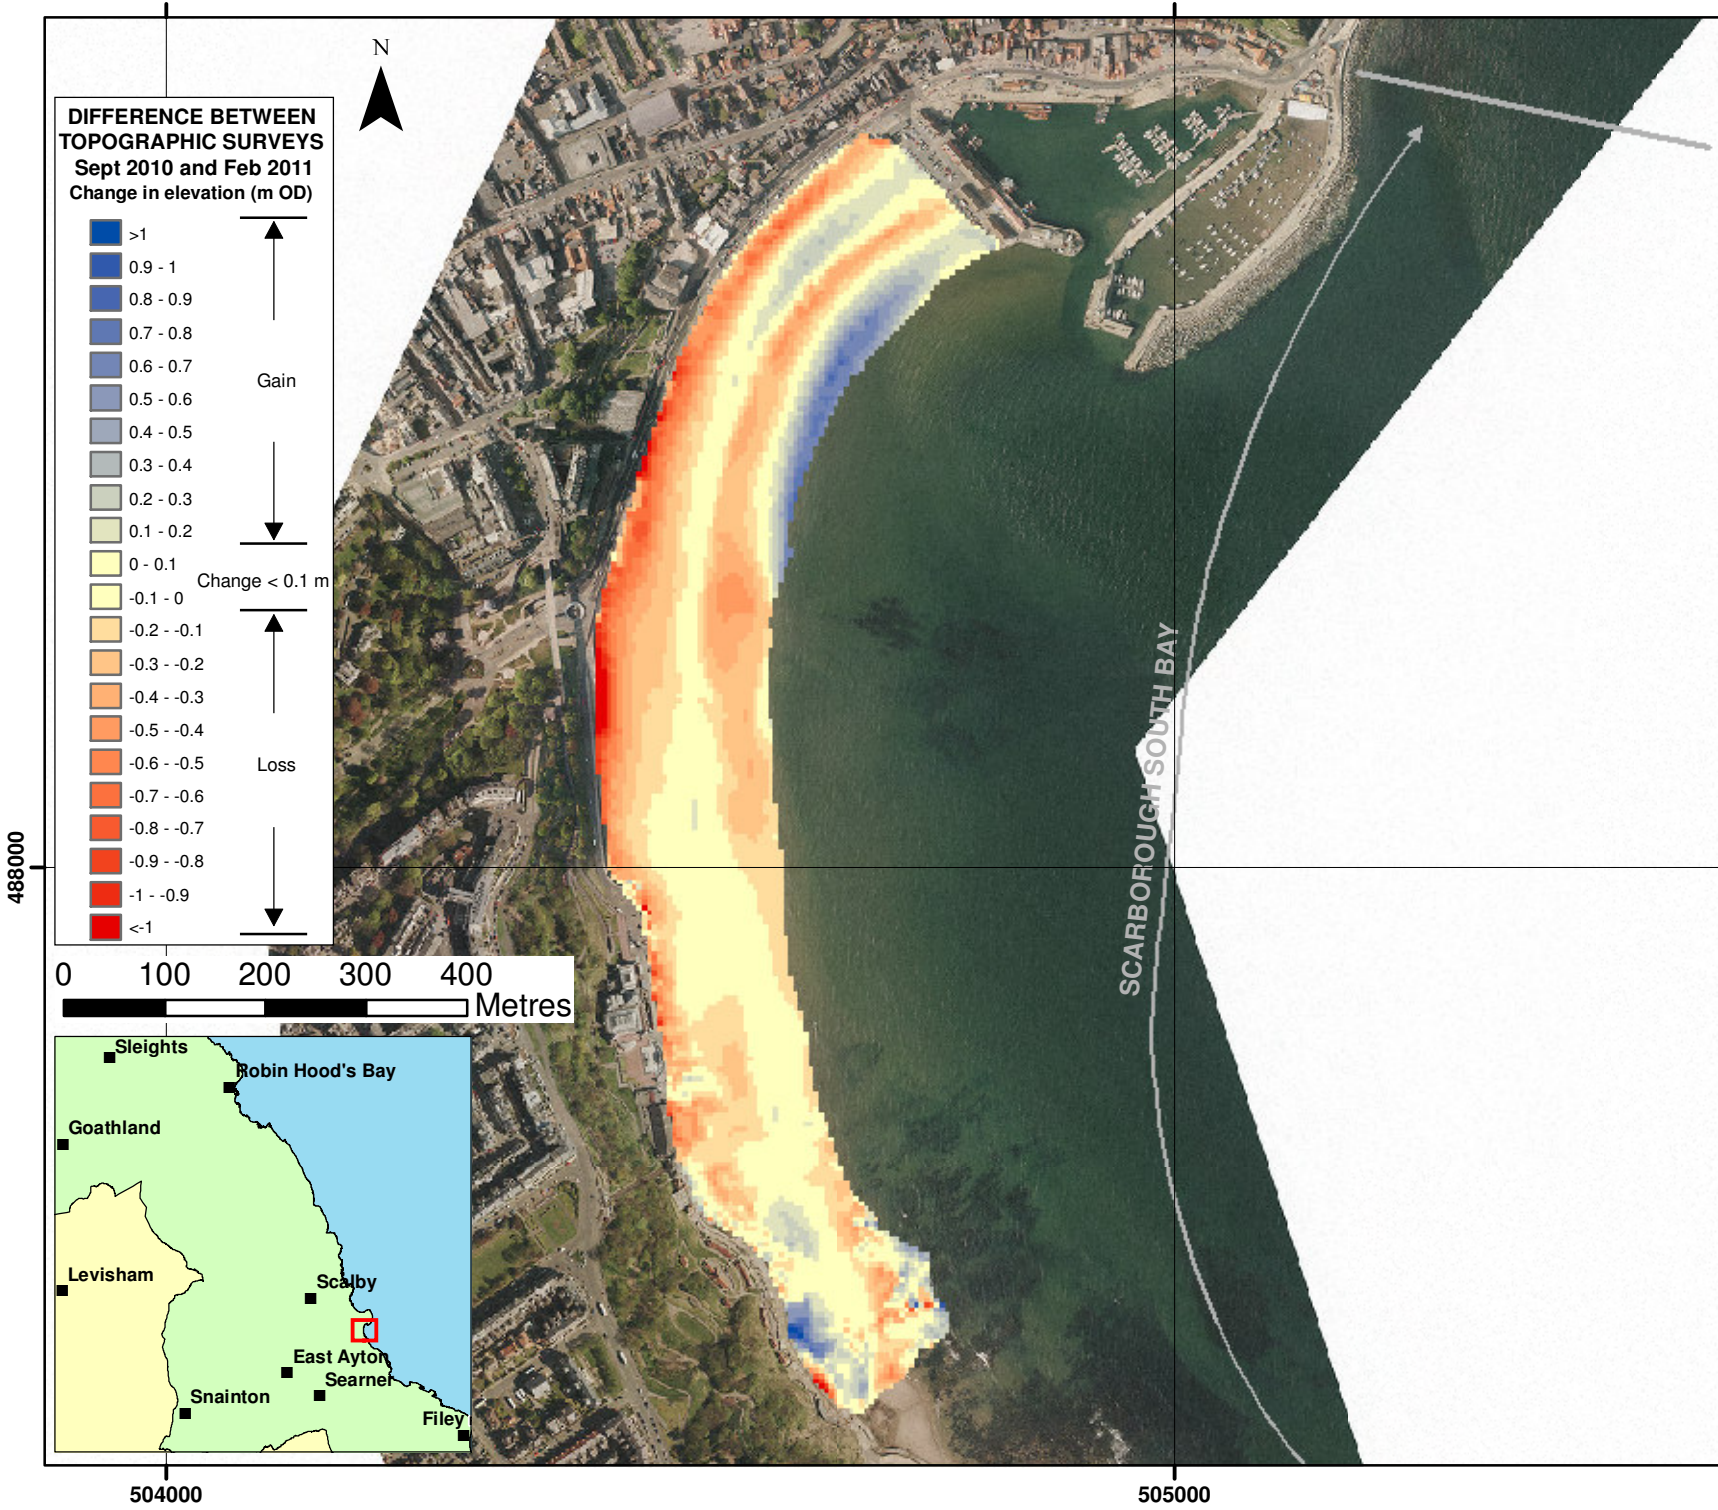 N
DIFFERENCE BETWEEN
TOPOGRAPHIC SURVEYS
Sept 2010 and Feb 2011
Change in elevation (m OD)
>1
0.9 - 1
0.8 - 0.9
0.7 - 0.8
0.6 - 0.7
0.5 - 0.6
0.4 - 0.5
0.3 - 0.4
0.2 - 0.3
0.1 - 0.2
0 - 0.1
-0.1 - 0
-0.2 - -0.1
-0.3 - -0.2
-0.4 - -0.3
-0.5 - -0.4
-0.6 - -0.5
-0.7 - -0.6
-0.8 - -0.7
-0.9 - -0.8
-1 - -0.9
<-1
Gain
Change < 0.1 m
Loss
0 100 200 300 400
Metres
Sleights
Robin Hood's Bay
Goathland
Levisham
Scalby
East Ayton
Seamer
Snainton
Filey
SCARBOROUGH SOUTH BAY
488000
504000
505000